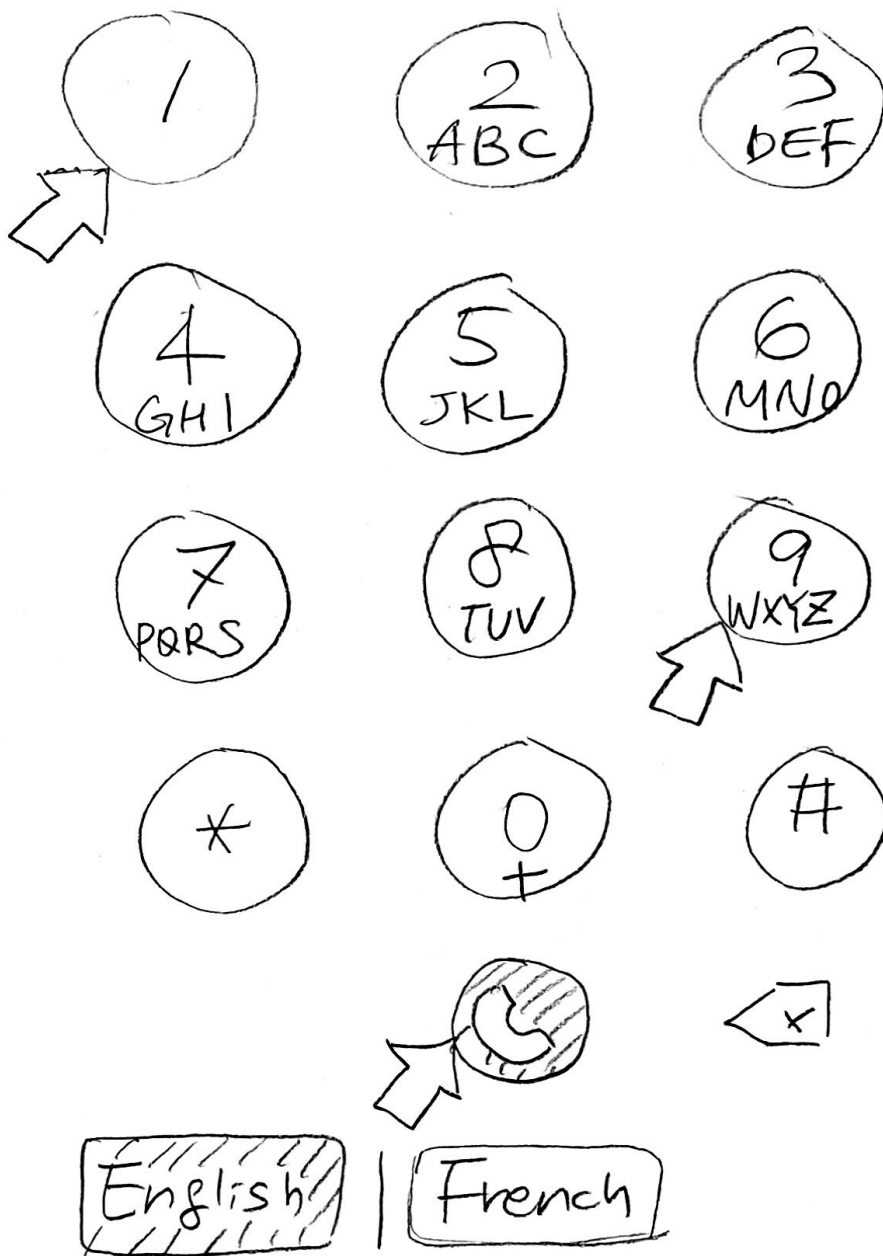 1 2 3
ABC DEF
4 5 6
GHI JKL MNO
7 8 9
PQRS TUV WXYZ
* 0 #
+
x
English | French